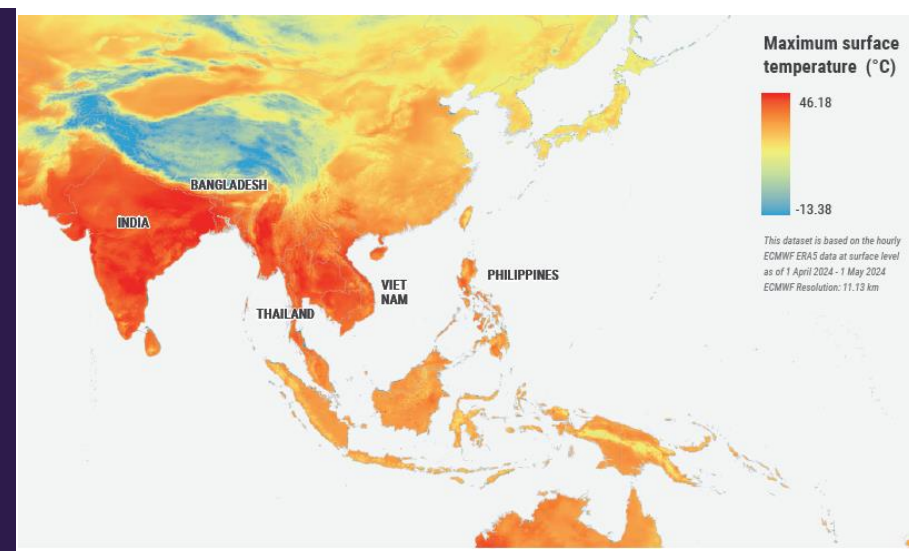 Maximum surface
temperature (°C)
46.18
-13.38
This dataset is based on the hourly
ECMWF ERA5 data at surface level
as of 1 April 2024 - 1 May 2024
ECMWF Resolution: 11.13 km
BANGLADESH
INDIA
PHILIPPINES
VIET
NAM
THAILAND